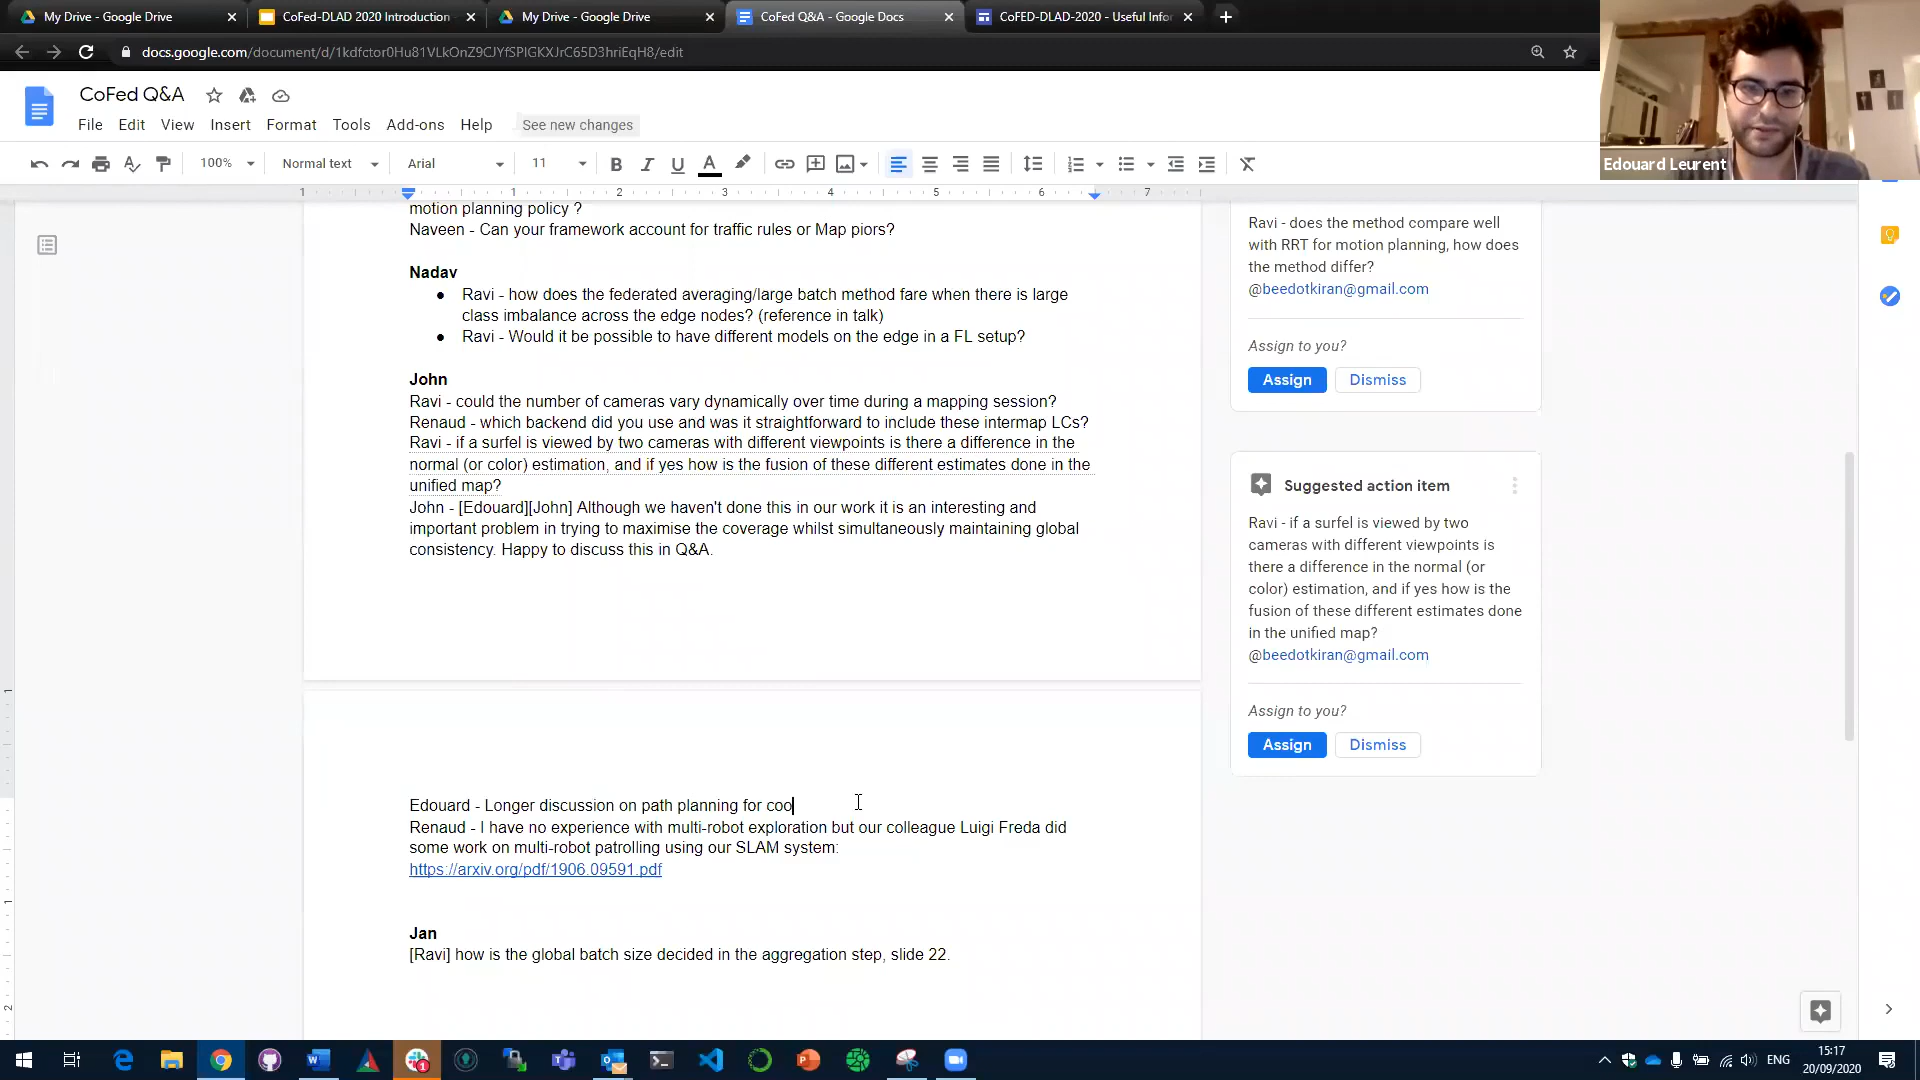 My Drive - Google Drive
CoFed-DLAD 2020 Introduction
My Drive - Google Drive
CoFed Q&A - Google Docs
CoFED-DLAD-2020 - Useful Infor
docs.google.com/document/d/1kdfctor0Hu81VLkOnZ9CJYfSPlGKXJrC65D3hriEqH8/edit
CoFed Q&A
File Edit View Insert Format Tools Add-ons Help See new changes
100% Normal text Arial 11 B I U A
1 1 2 3 4 5 6 7
Edouard Leurent
motion planning policy ?
Naveen - Can your framework account for traffic rules or Map piors?
Nadav
● Ravi - how does the federated averaging/large batch method fare when there is large
class imbalance across the edge nodes? (reference in talk)
● Ravi - Would it be possible to have different models on the edge in a FL setup?
John
Ravi - could the number of cameras vary dynamically over time during a mapping session?
Renaud - which backend did you use and was it straightforward to include these intermap LCs?
Ravi - if a surfel is viewed by two cameras with different viewpoints is there a difference in the
normal (or color) estimation, and if yes how is the fusion of these different estimates done in the
unified map?
John - [Edouard][John] Although we haven't done this in our work it is an interesting and
important problem in trying to maximise the coverage whilst simultaneously maintaining global
consistency. Happy to discuss this in Q&A.
Edouard - Longer discussion on path planning for coo
Renaud - I have no experience with multi-robot exploration but our colleague Luigi Freda did
some work on multi-robot patrolling using our SLAM system:
https://arxiv.org/pdf/1906.09591.pdf
Jan
[Ravi] how is the global batch size decided in the aggregation step, slide 22.
Ravi - does the method compare well
with RRT for motion planning, how does
the method differ?
@beedotkiran@gmail.com
Assign to you?
Assign Dismiss
Suggested action item
Ravi - if a surfel is viewed by two
cameras with different viewpoints is
there a difference in the normal (or
color) estimation, and if yes how is the
fusion of these different estimates done
in the unified map?
@beedotkiran@gmail.com
Assign to you?
Assign Dismiss
1
1
2
ENG
15:17
20/09/2020